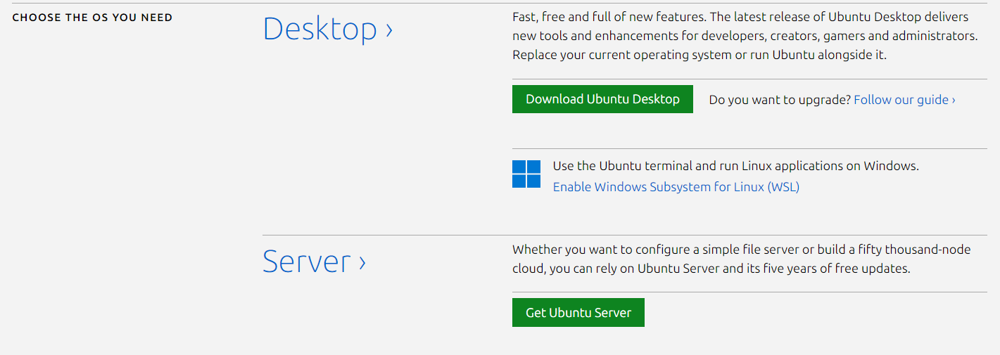 CHOOSE THE OS YOU NEED
Desktop ›
Fast, free and full of new features. The latest release of Ubuntu Desktop delivers
new tools and enhancements for developers, creators, gamers and administrators.
Replace your current operating system or run Ubuntu alongside it.
Download Ubuntu Desktop
Do you want to upgrade? Follow our guide ›
Use the Ubuntu terminal and run Linux applications on Windows.
Enable Windows Subsystem for Linux (WSL)
Server ›
Whether you want to configure a simple file server or build a fifty thousand-node
cloud, you can rely on Ubuntu Server and its five years of free updates.
Get Ubuntu Server